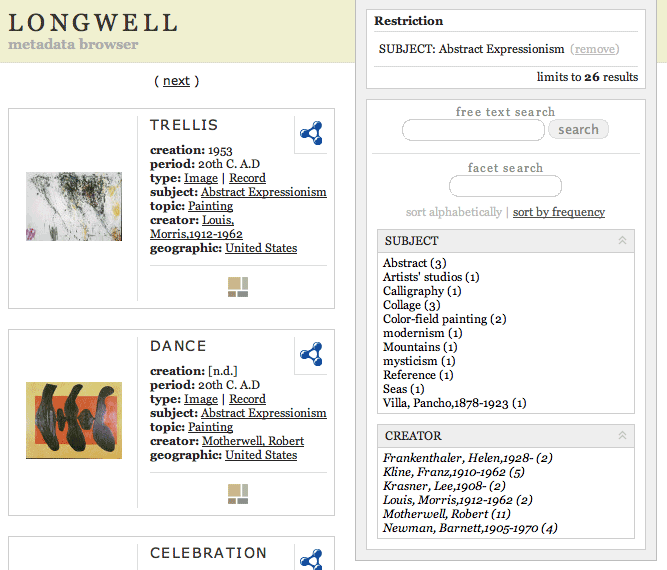 LONGWELL
metadata browser
( next )
TRELLIS
creation: 1953
period: 20th C. A.D
type: Image | Record
subject: Abstract Expressionism
topic: Painting
creator: Louis,
Morris,1912-1962
geographic: United States
DANCE
creation: [n.d.]
period: 20th C. A.D
type: Image | Record
subject: Abstract Expressionism
topic: Painting
creator: Motherwell, Robert
geographic: United States
CELEBRATION
Restriction
SUBJECT: Abstract Expressionism (remove)
limits to 26 results
free text search
search
facet search
sort alphabetically | sort by frequency
SUBJECT
Abstract (3)
Artists' studios (1)
Calligraphy (1)
Collage (3)
Color-field painting (2)
modernism (1)
Mountains (1)
mysticism (1)
Reference (1)
Seas (1)
Villa, Pancho,1878-1923 (1)
CREATOR
Frankenthaler, Helen,1928- (2)
Kline, Franz,1910-1962 (5)
Krasner, Lee,1908- (2)
Louis, Morris,1912-1962 (2)
Motherwell, Robert (11)
Newman, Barnett,1905-1970 (4)